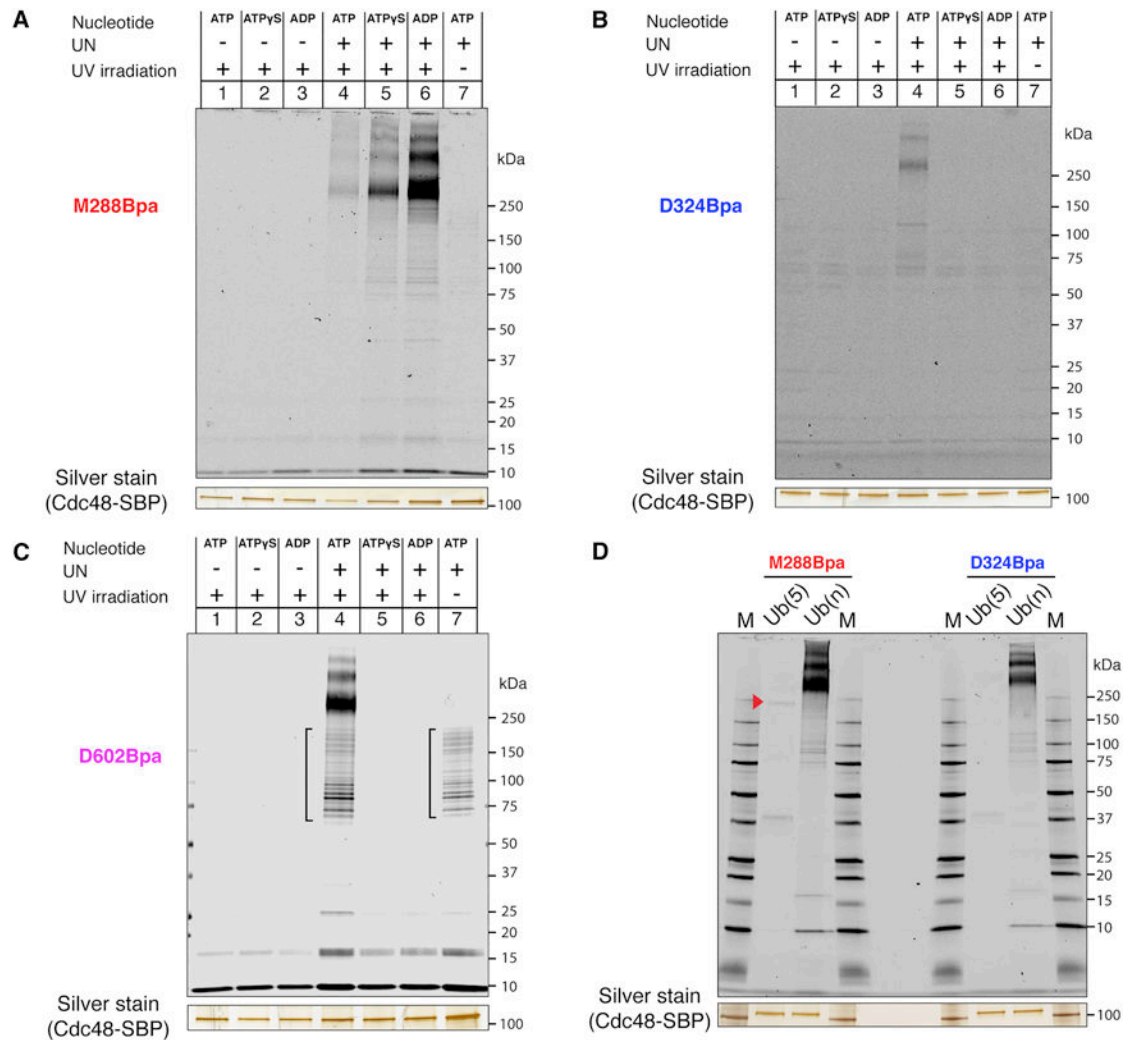 A
Nucleotide ATP ATPγS ADP ATP ATPγS ADP ATP
UN - - - + + + +
UV irradiation + + + + + + -
1 2 3 4 5 6 7
kDa
M288Bpa
250
150
100
75
50
37
25
20
15
10
Silver stain
(Cdc48-SBP)
100
B
Nucleotide ATP ATPγS ADP ATP ATPγS ADP ATP
UN - - - + + + +
UV irradiation + + + + + + -
1 2 3 4 5 6 7
kDa
D324Bpa
250
150
100
75
50
37
25
20
15
10
Silver stain
(Cdc48-SBP)
100
C
Nucleotide ATP ATPγS ADP ATP ATPγS ADP ATP
UN - - - + + + +
UV irradiation + + + + + + -
1 2 3 4 5 6 7
kDa
D602Bpa
250
150
100
75
50
37
25
20
15
10
Silver stain
(Cdc48-SBP)
100
D
M288Bpa D324Bpa
M Ub(5) Ub(n) M M Ub(5) Ub(n) M
kDa
250
150
100
75
50
37
25
20
15
10
Silver stain
(Cdc48-SBP)
100